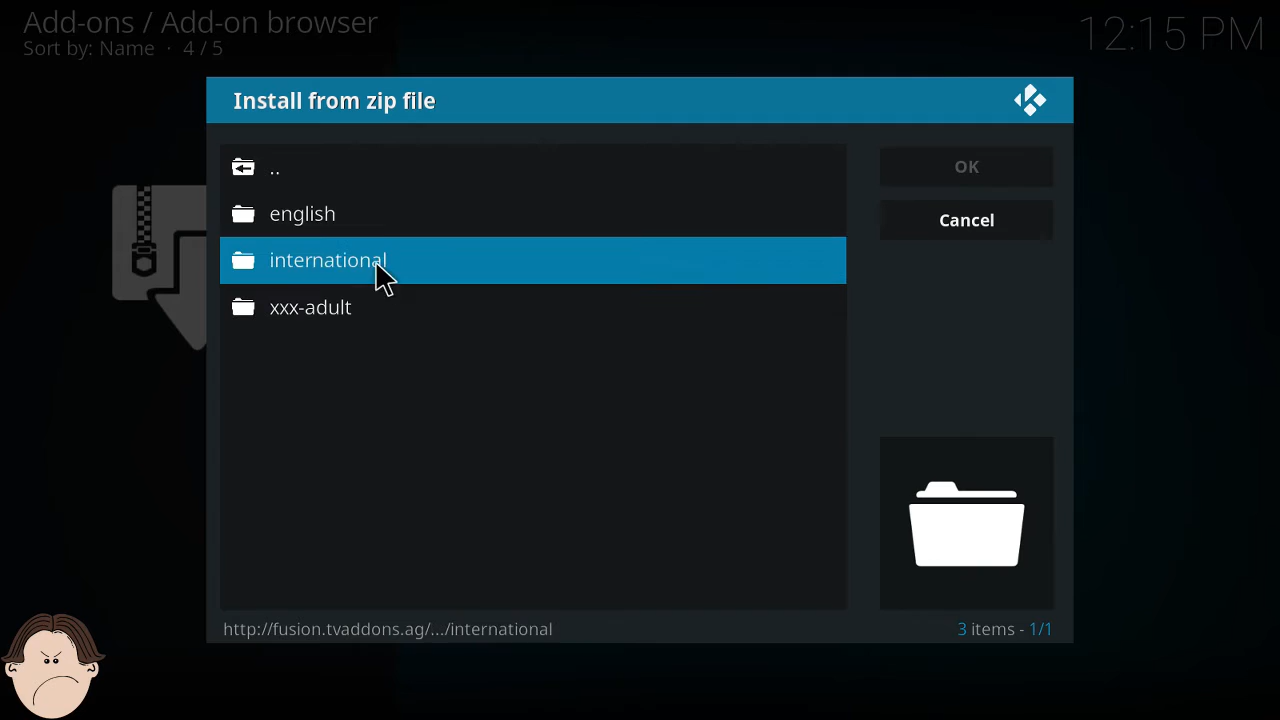 Add-ons / Add-on browser
Sort by: Name · 4 / 5
12:15 PM
Install from zip file
..
english
international
xxx-adult
OK
Cancel
http://fusion.tvaddons.ag/.../international
3 items - 1/1